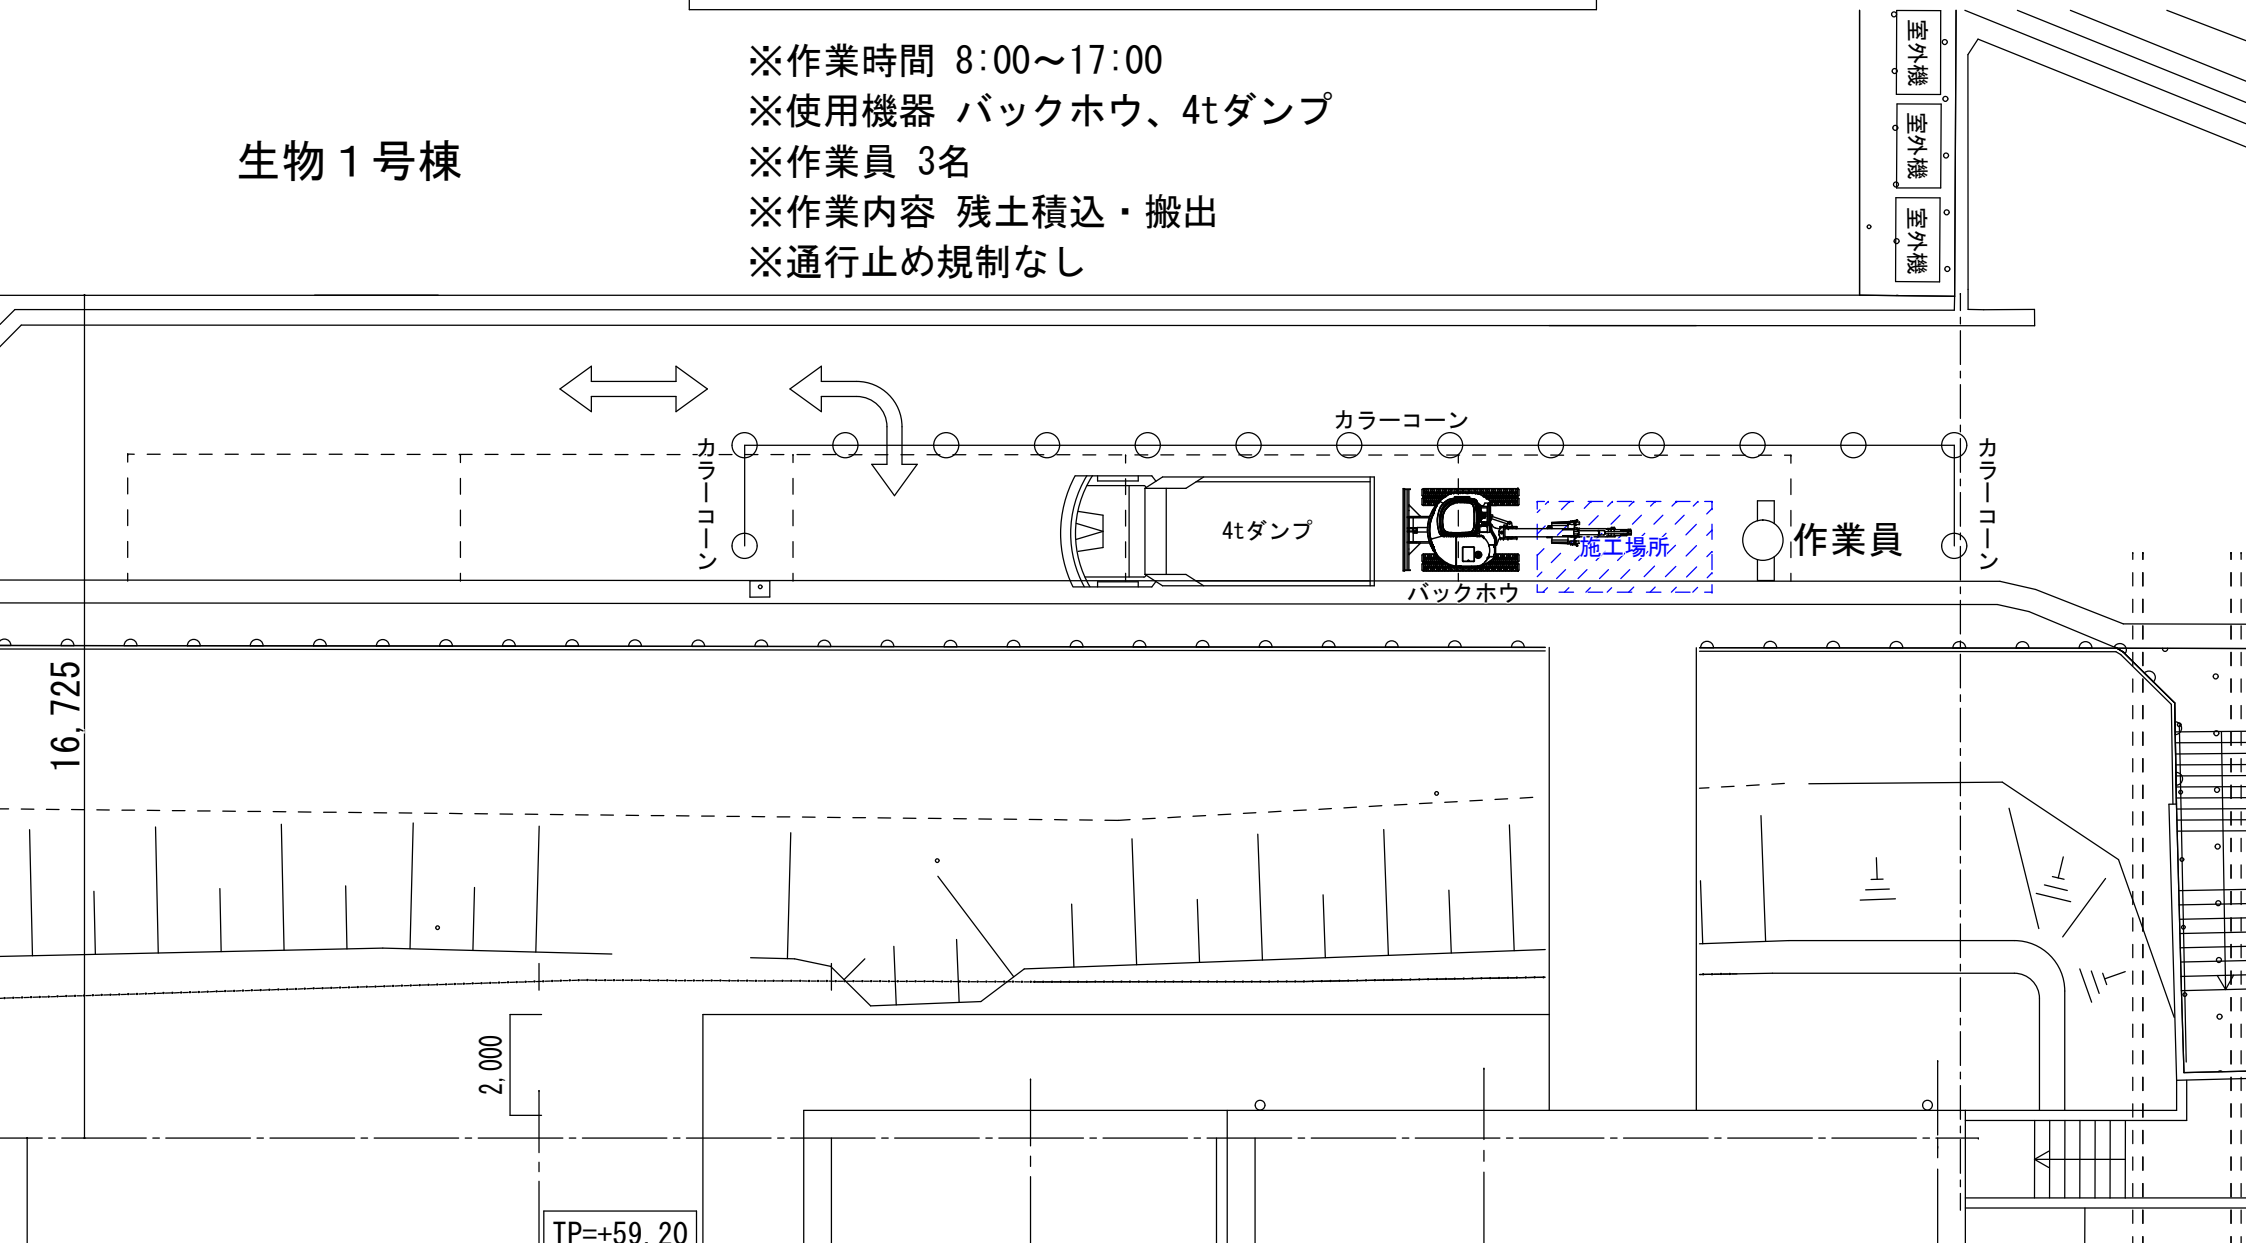 ※作業時間 8:00～17:00
※使用機器 バックホウ、4tダンプ
※作業員 3名
※作業内容 残土積込・搬出
※通行止め規制なし
生物1号棟
室外機
室外機
室外機
カラーコーン
カラーコーン
カラーコーン
4tダンプ
バックホウ
施工場所
作業員
16,725
2,000
TP=+59.20